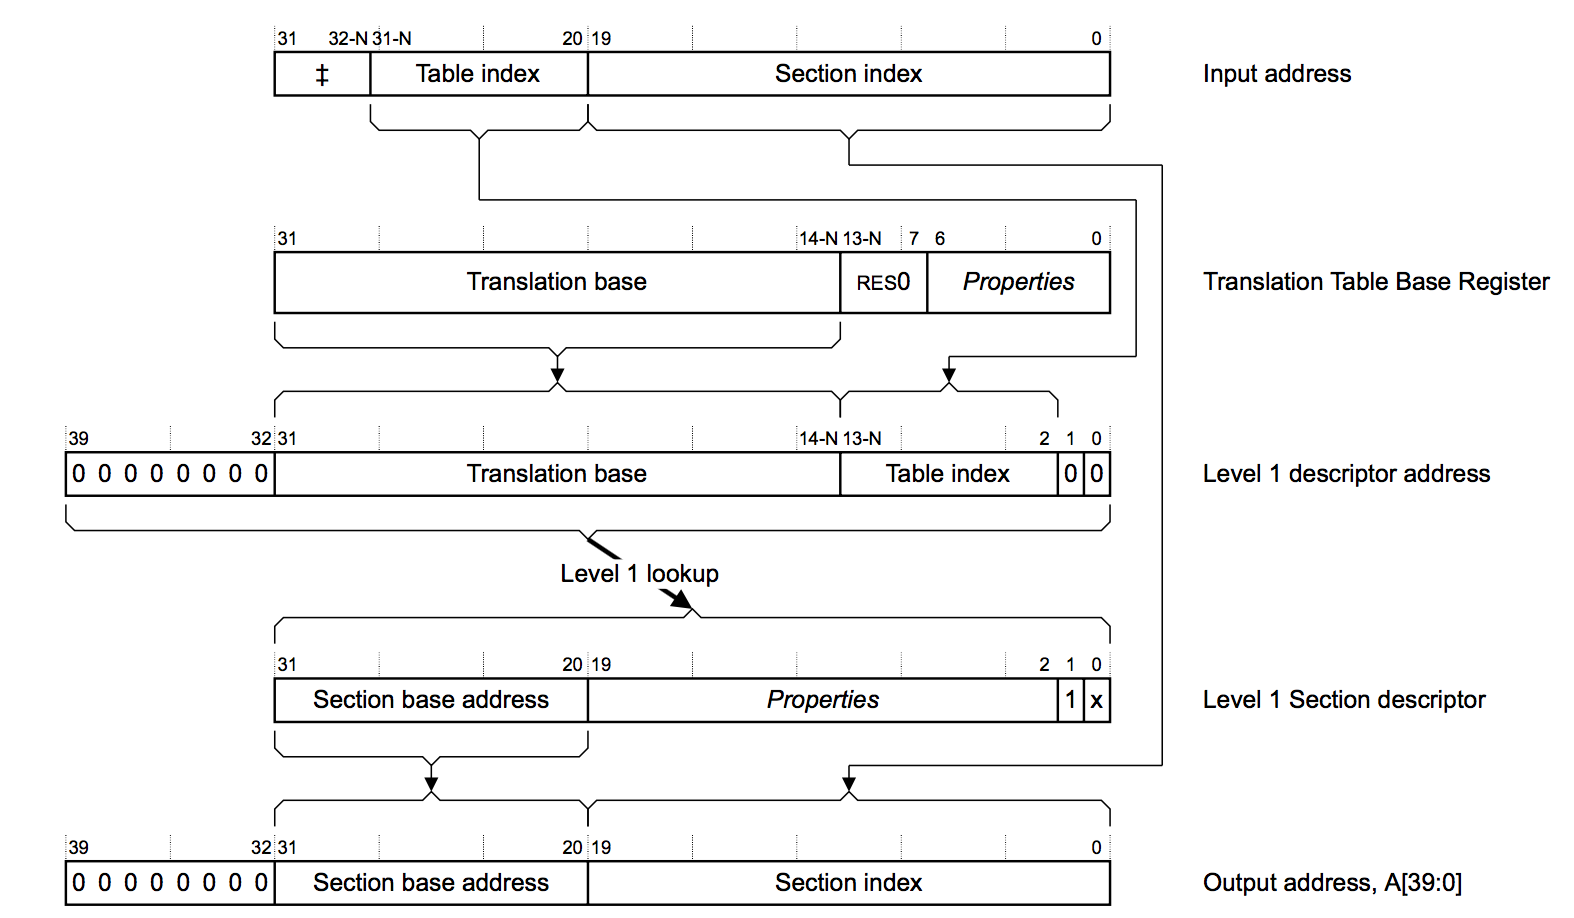 31 32-N 31-N 20 19 0
‡ Table index Section index Input address
31 14-N 13-N 7 6 0
Translation base RES0 Properties Translation Table Base Register
39 32 31 14-N 13-N 2 1 0
0 0 0 0 0 0 0 0 Translation base Table index 0 0 Level 1 descriptor address
Level 1 lookup
31 20 19 2 1 0
Section base address Properties 1 x Level 1 Section descriptor
39 32 31 20 19 0
0 0 0 0 0 0 0 0 Section base address Section index Output address, A[39:0]